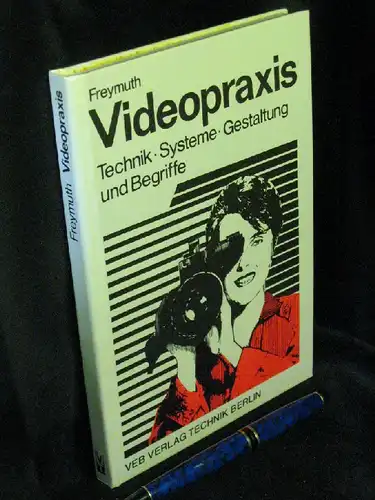 Freymuth
Videopraxis
Technik · Systeme · Gestaltung
und Begriffe
VEB VERLAG TECHNIK BERLIN
Freymuth Videopraxis